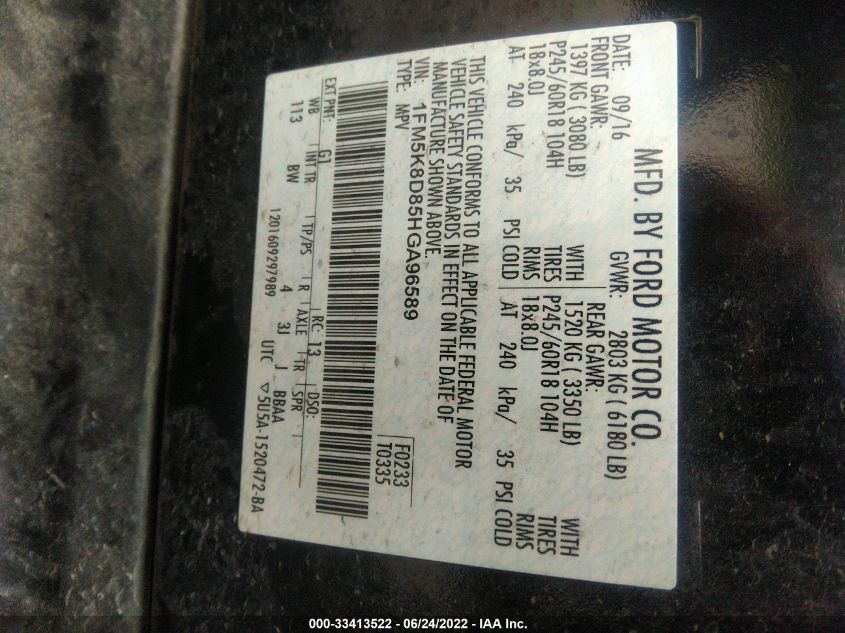 MFD. BY FORD MOTOR CO.
DATE: 09/16 GVWR: 2803 KG ( 6180 LB)
FRONT GAWR: REAR GAWR:
1397 KG ( 3080 LB) WITH 1520 KG ( 3350 LB) WITH
P245/60R18 104H TIRES P245/60R18 104H TIRES
18x8.0J RIMS 18x8.0J RIMS
AT 240 kPa/ 35 PSI COLD AT 240 kPa/ 35 PSI COLD
THIS VEHICLE CONFORMS TO ALL APPLICABLE FEDERAL MOTOR
VEHICLE SAFETY STANDARDS IN EFFECT ON THE DATE OF
MANUFACTURE SHOWN ABOVE.
VIN: 1FM5K8D85HGA96589
TYPE: MPV
F0233
T0335
EXT PNT: G1 RC: 13 DSO:
WB INT TR TP/PS R AXLE TR SPR
113 BW 4 3J J BBAA
1201609297989 UTC ▽5U5A-1520472-BA
000-33413522 - 06/24/2022 - IAA Inc.